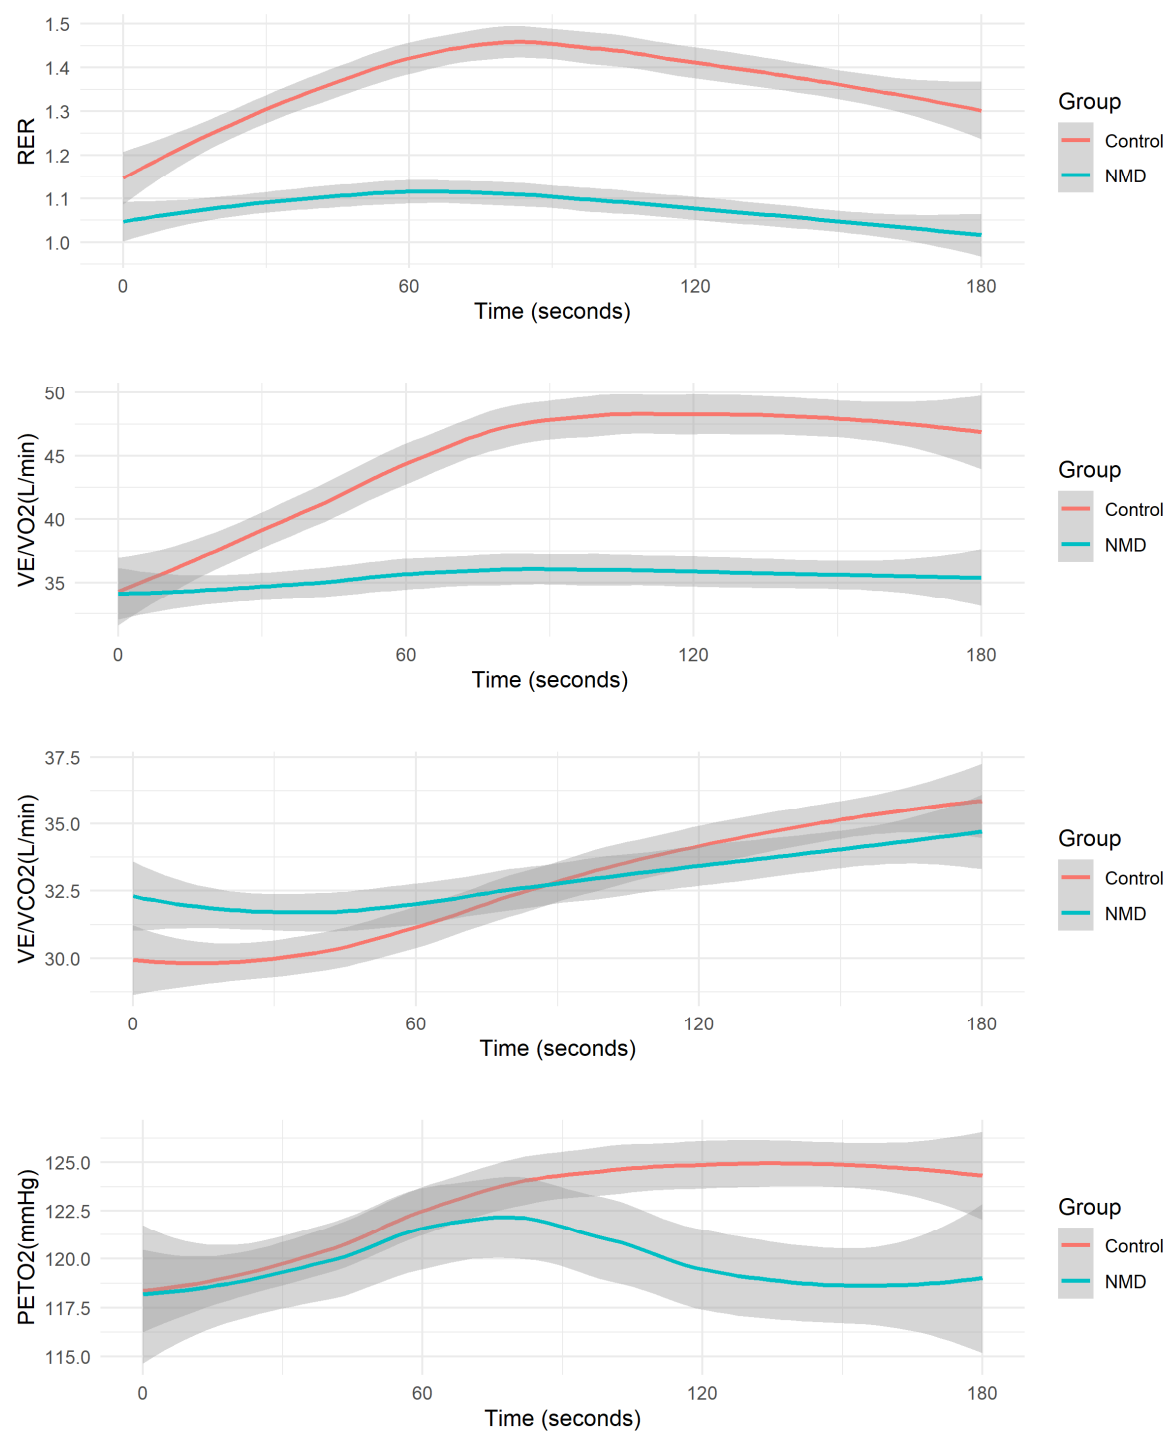 1.5
1.4
1.3
1.2
1.1
1.0
RER
0 60 120 180
Time (seconds)
Group
Control
NMD
50
45
40
35
VE/VO2(L/min)
0 60 120 180
Time (seconds)
Group
Control
NMD
37.5
35.0
32.5
30.0
VE/VCO2(L/min)
0 60 120 180
Time (seconds)
Group
Control
NMD
125.0
122.5
120.0
117.5
115.0
PETO2(mmHg)
0 60 120 180
Time (seconds)
Group
Control
NMD